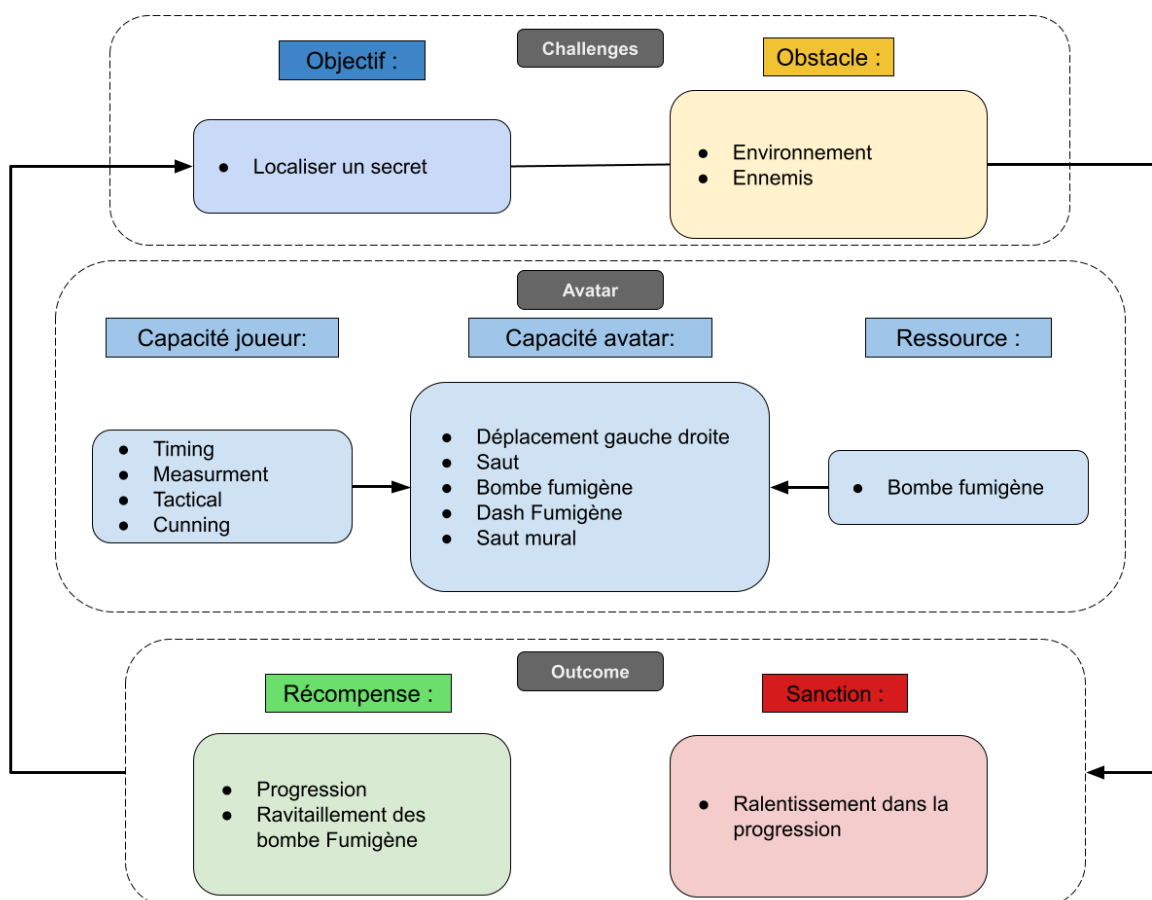 Challenges
Objectif :
Obstacle :
● Localiser un secret
● Environnement
● Ennemis
Avatar
Capacité joueur:
Capacité avatar:
Ressource :
● Timing
● Measurment
● Tactical
● Cunning
● Déplacement gauche droite
● Saut
● Bombe fumigène
● Dash Fumigène
● Saut mural
● Bombe fumigène
Outcome
Récompense :
Sanction :
● Progression
● Ravitaillement des
bombe Fumigène
● Ralentissement dans la
progression